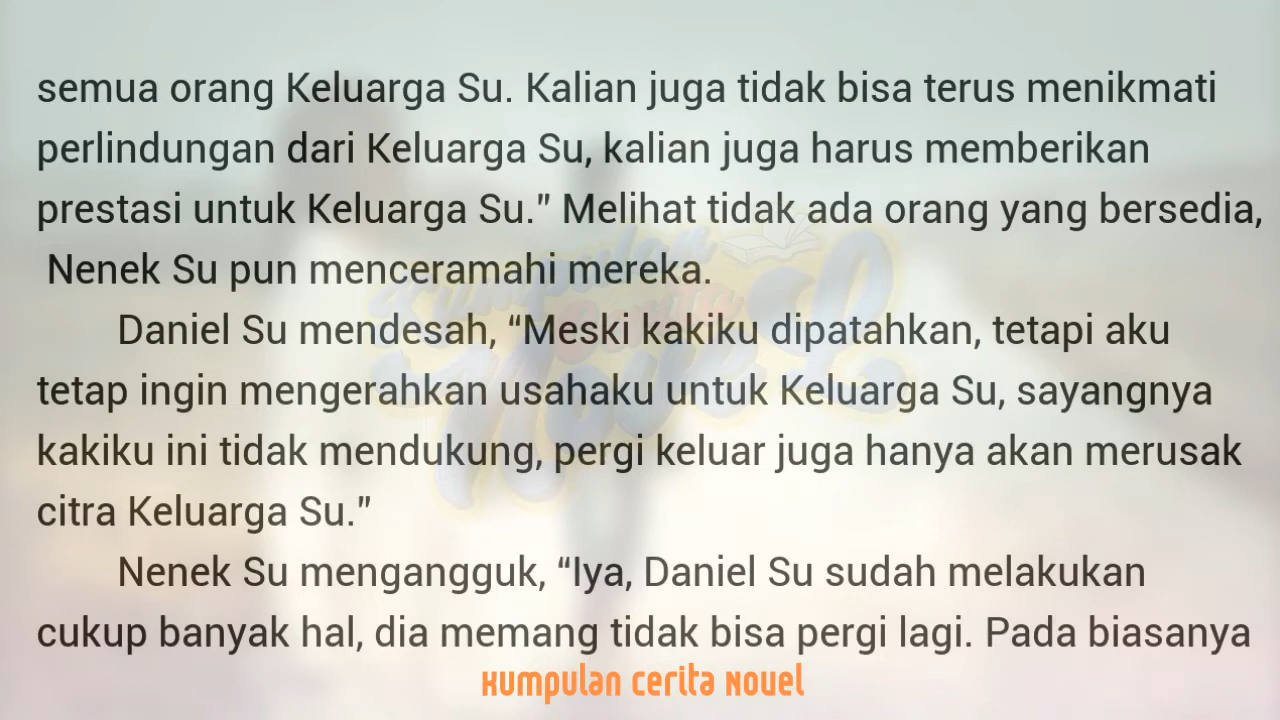 semua orang Keluarga Su. Kalian juga tidak bisa terus menikmati
perlindungan dari Keluarga Su, kalian juga harus memberikan
prestasi untuk Keluarga Su.” Melihat tidak ada orang yang bersedia,
Nenek Su pun menceramahi mereka.
Daniel Su mendesah, “Meski kakiku dipatahkan, tetapi aku
tetap ingin mengerahkan usahaku untuk Keluarga Su, sayangnya
kakiku ini tidak mendukung, pergi keluar juga hanya akan merusak
citra Keluarga Su.”
Nenek Su mengangguk, “Iya, Daniel Su sudah melakukan
cukup banyak hal, dia memang tidak bisa pergi lagi. Pada biasanya
Kumpulan Cerita Novel
Kumpulan
Cerita
Novel